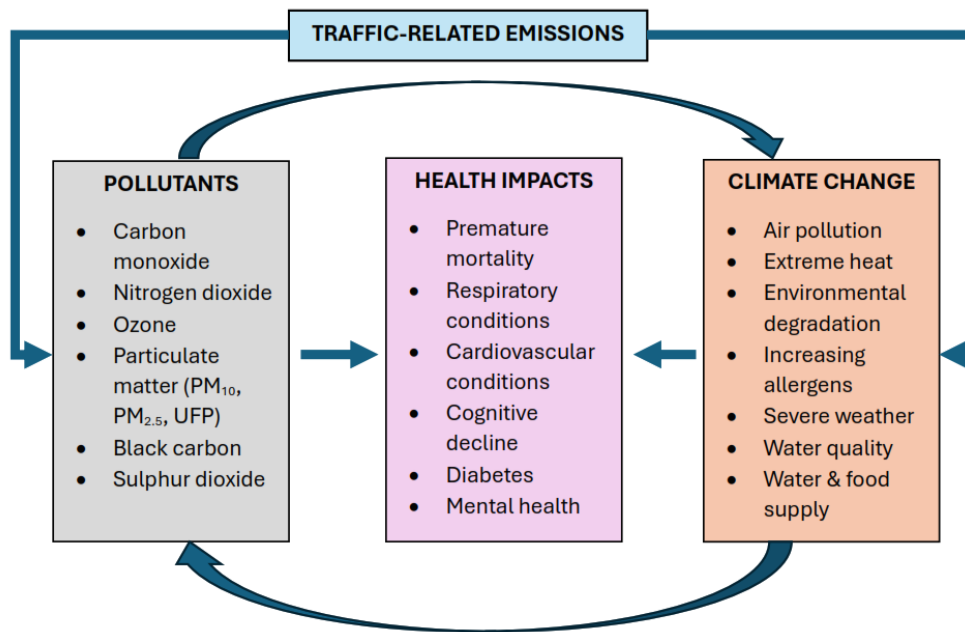 TRAFFIC-RELATED EMISSIONS
POLLUTANTS
• Carbon
monoxide
• Nitrogen dioxide
• Ozone
• Particulate
matter (PM₁₀,
PM₂.₅, UFP)
• Black carbon
• Sulphur dioxide
HEALTH IMPACTS
• Premature
mortality
• Respiratory
conditions
• Cardiovascular
conditions
• Cognitive
decline
• Diabetes
• Mental health
CLIMATE CHANGE
• Air pollution
• Extreme heat
• Environmental
degradation
• Increasing
allergens
• Severe weather
• Water quality
• Water & food
supply